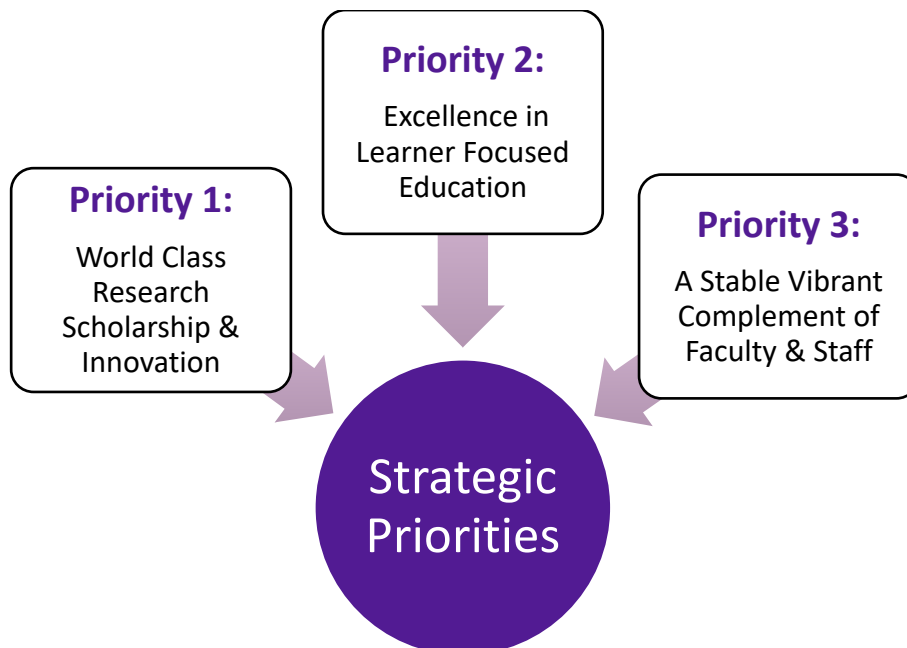 Priority 1:
World Class
Research
Scholarship &
Innovation
Priority 2:
Excellence in
Learner Focused
Education
Priority 3:
A Stable Vibrant
Complement of
Faculty & Staff
Strategic
Priorities